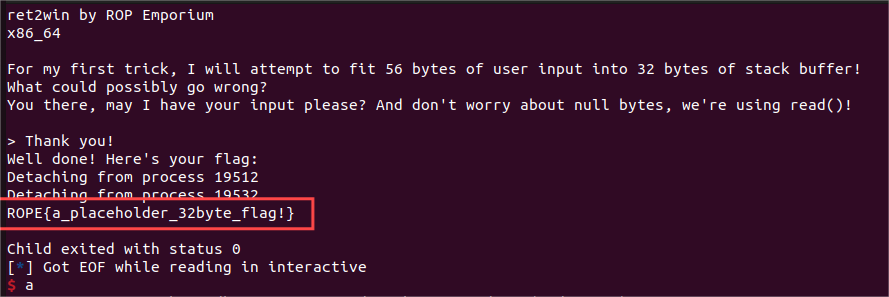 ret2win by ROP Emporium
x86_64
For my first trick, I will attempt to fit 56 bytes of user input into 32 bytes of stack buffer!
What could possibly go wrong?
You there, may I have your input please? And don't worry about null bytes, we're using read()!
> Thank you!
Well done! Here's your flag:
Detaching from process 19512
Detaching from process 19532
ROPE{a_placeholder_32byte_flag!}
Child exited with status 0
[*] Got EOF while reading in interactive
$ a